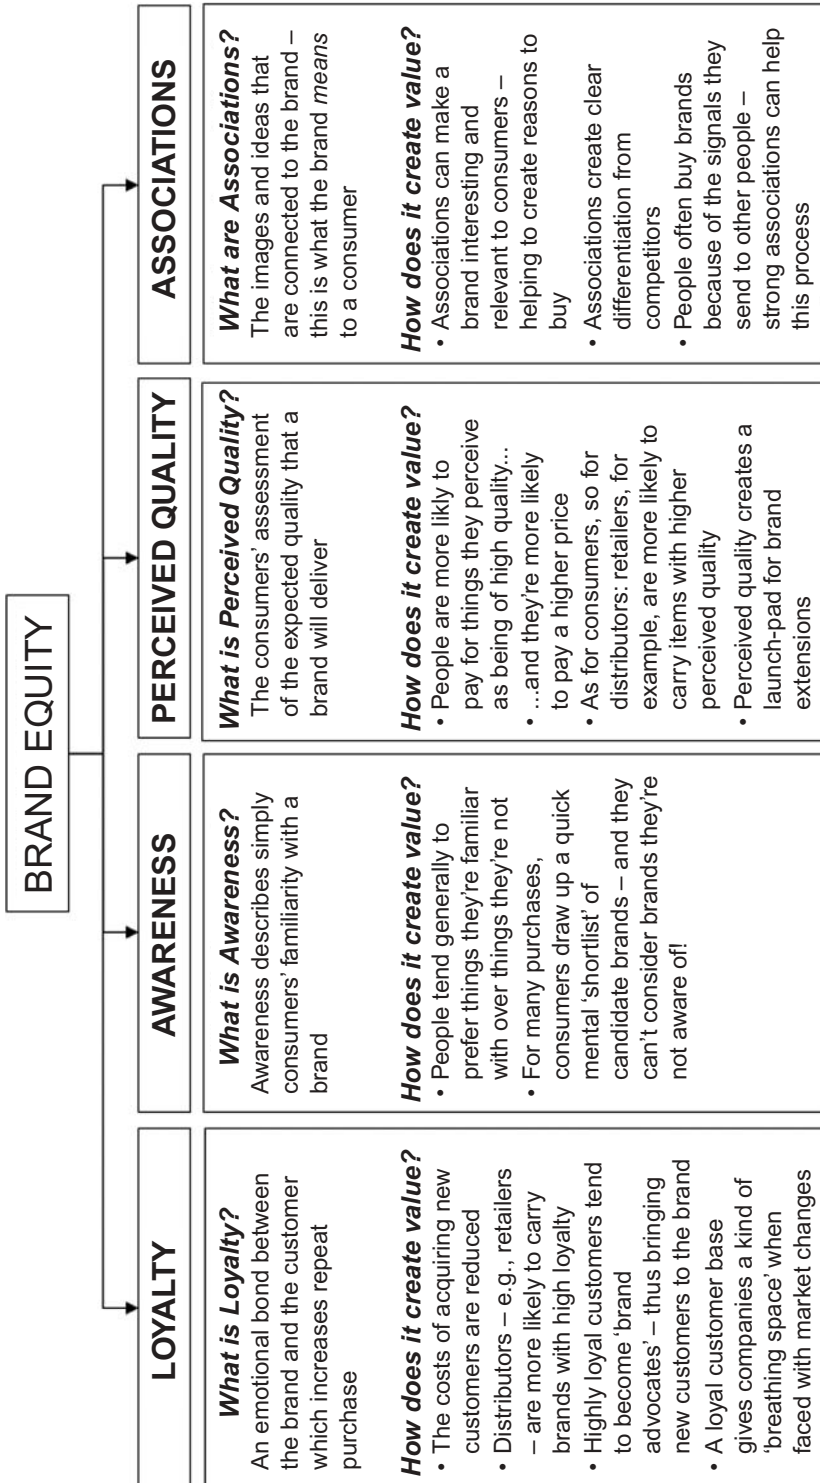 BRAND EQUITY
LOYALTY
What is Loyalty?
An emotional bond between
the brand and the customer
which increases repeat
purchase
How does it create value?
• The costs of acquiring new
customers are reduced
• Distributors – e.g., retailers
– are more likely to carry
brands with high loyalty
• Highly loyal customers tend
to become ‘brand
advocates’ – thus bringing
new customers to the brand
• A loyal customer base
gives companies a kind of
‘breathing space’ when
faced with market changes
AWARENESS
What is Awareness?
Awareness describes simply
consumers’ familiarity with a
brand
How does it create value?
• People tend generally to
prefer things they’re familiar
with over things they’re not
• For many purchases,
consumers draw up a quick
mental ‘shortlist’ of
candidate brands – and they
can’t consider brands they’re
not aware of!
PERCEIVED QUALITY
What is Perceived Quality?
The consumers’ assessment
of the expected quality that a
brand will deliver
How does it create value?
• People are more likly to
pay for things they perceive
as being of high quality...
• ...and they’re more likely
to pay a higher price
• As for consumers, so for
distributors: retailers, for
example, are more likely to
carry items with higher
perceived quality
• Perceived quality creates a
launch-pad for brand
extensions
ASSOCIATIONS
What are Associations?
The images and ideas that
are connected to the brand –
this is what the brand means
to a consumer
How does it create value?
• Associations can make a
brand interesting and
relevant to consumers –
helping to create reasons to
buy
• Associations create clear
differentiation from
competitors
• People often buy brands
because of the signals they
send to other people –
strong associations can help
this process